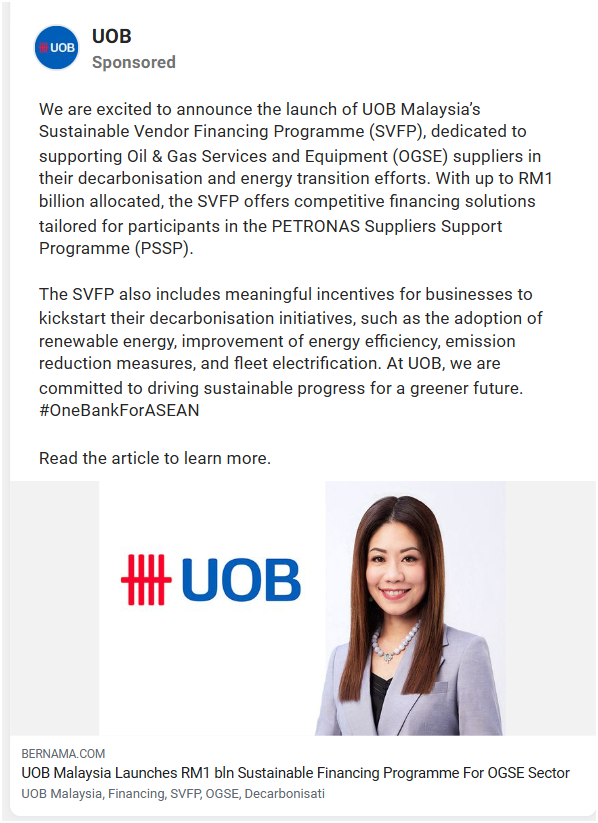 UOB
UOB
Sponsored
We are excited to announce the launch of UOB Malaysia’s
Sustainable Vendor Financing Programme (SVFP), dedicated to
supporting Oil & Gas Services and Equipment (OGSE) suppliers in
their decarbonisation and energy transition efforts. With up to RM1
billion allocated, the SVFP offers competitive financing solutions
tailored for participants in the PETRONAS Suppliers Support
Programme (PSSP).
The SVFP also includes meaningful incentives for businesses to
kickstart their decarbonisation initiatives, such as the adoption of
renewable energy, improvement of energy efficiency, emission
reduction measures, and fleet electrification. At UOB, we are
committed to driving sustainable progress for a greener future.
#OneBankForASEAN
Read the article to learn more.
UOB
BERNAMA.COM
UOB Malaysia Launches RM1 bln Sustainable Financing Programme For OGSE Sector
UOB Malaysia, Financing, SVFP, OGSE, Decarbonisati